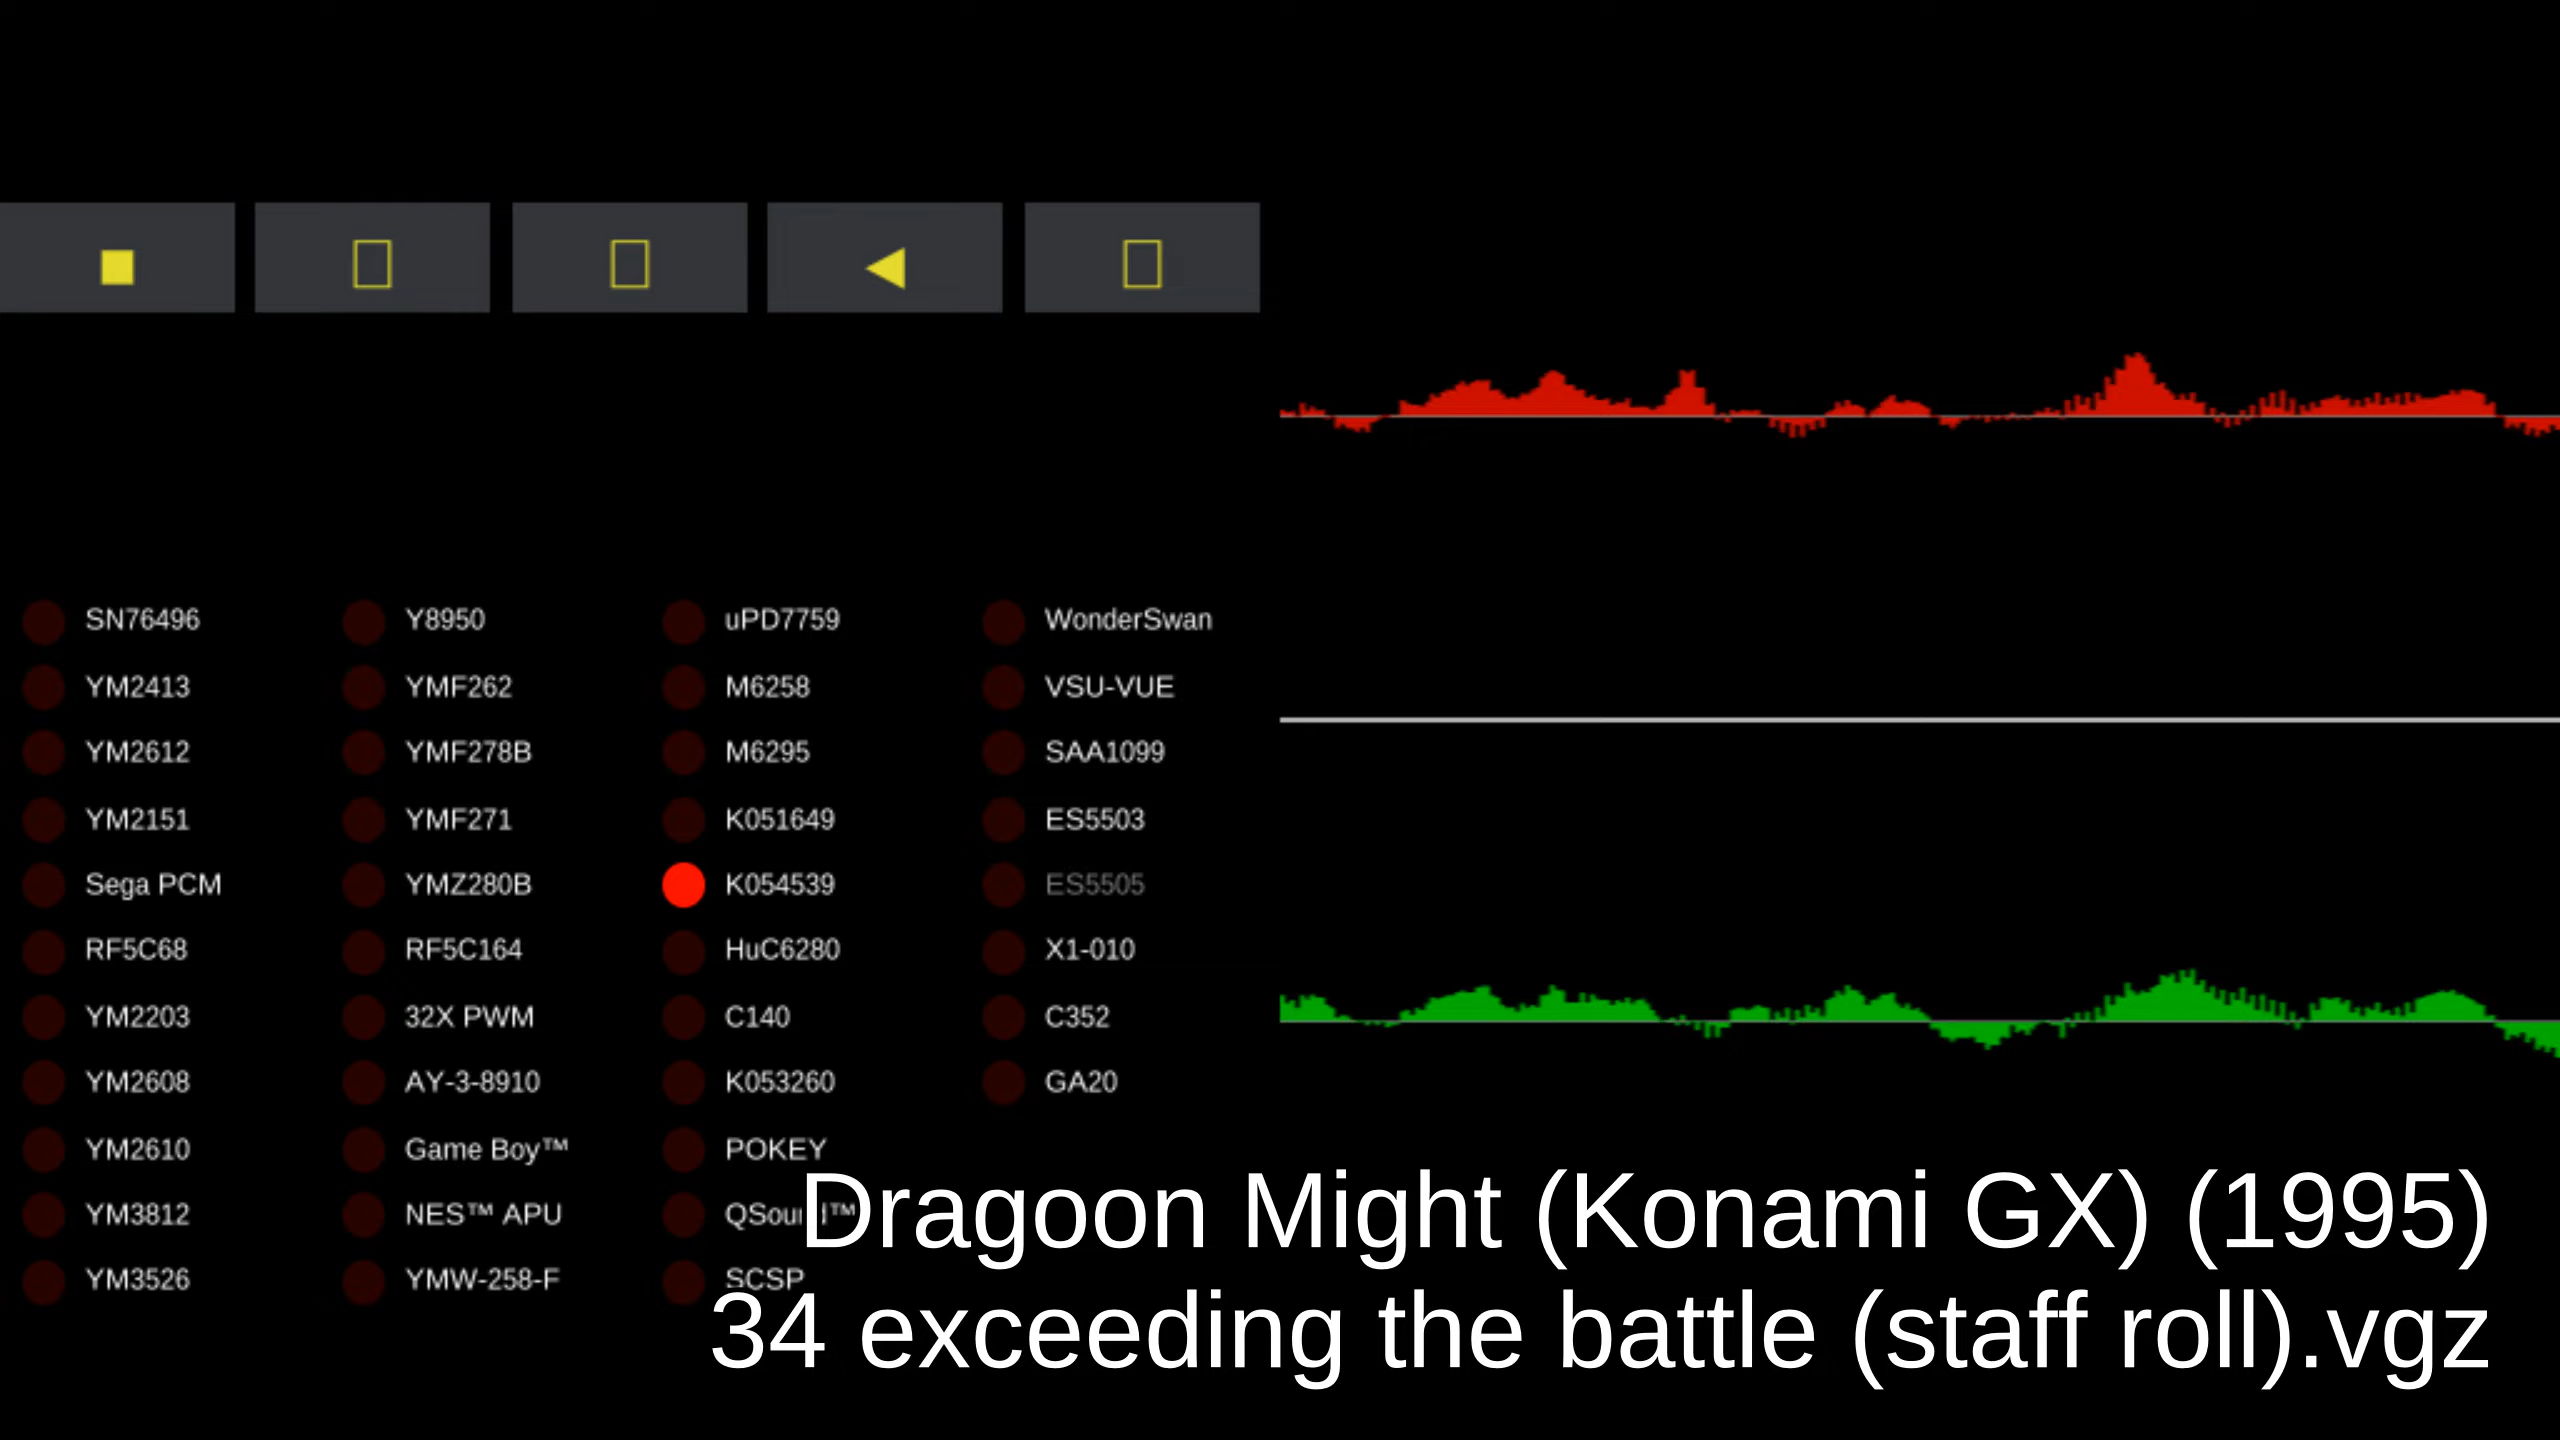 SN76496 Y8950 uPD7759 WonderSwan
YM2413 YMF262 M6258 VSU-VUE
YM2612 YMF278B M6295 SAA1099
YM2151 YMF271 K051649 ES5503
Sega PCM YMZ280B K054539 ES5505
RF5C68 RF5C164 HuC6280 X1-010
YM2203 32X PWM C140 C352
YM2608 AY-3-8910 K053260 GA20
YM2610 Game Boy™ POKEY
YM3812 NES™ APU QSound™
YM3526 YMW-258-F SCSP
Dragoon Might (Konami GX) (1995)
34 exceeding the battle (staff roll).vgz